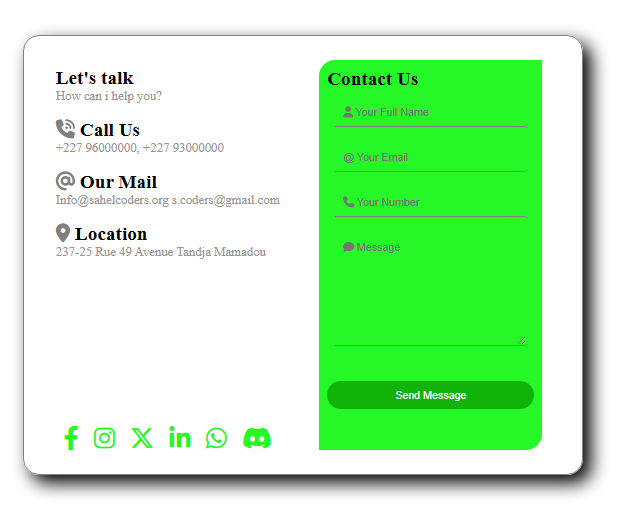 Let's talk
How can i help you?
Call Us
+227 96000000, +227 93000000
Our Mail
Info@sahelcoders.org s.coders@gmail.com
Location
237-25 Rue 49 Avenue Tandja Mamadou
Contact Us
Your Full Name
@ Your Email
Your Number
Message
Send Message